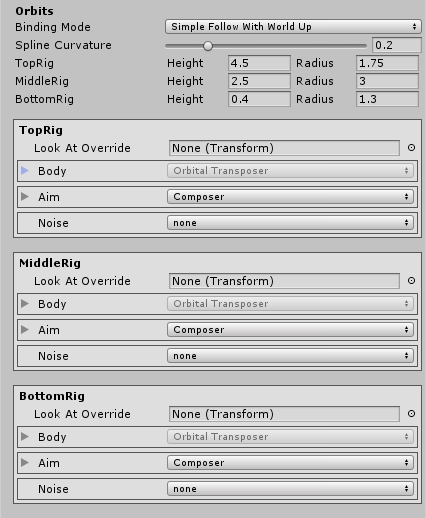 Orbits
Binding Mode Simple Follow With World Up
Spline Curvature 0.2
TopRig Height 4.5 Radius 1.75
MiddleRig Height 2.5 Radius 3
BottomRig Height 0.4 Radius 1.3
TopRig
Look At Override None (Transform)
Body Orbital Transposer
Aim Composer
Noise none
MiddleRig
Look At Override None (Transform)
Body Orbital Transposer
Aim Composer
Noise none
BottomRig
Look At Override None (Transform)
Body Orbital Transposer
Aim Composer
Noise none